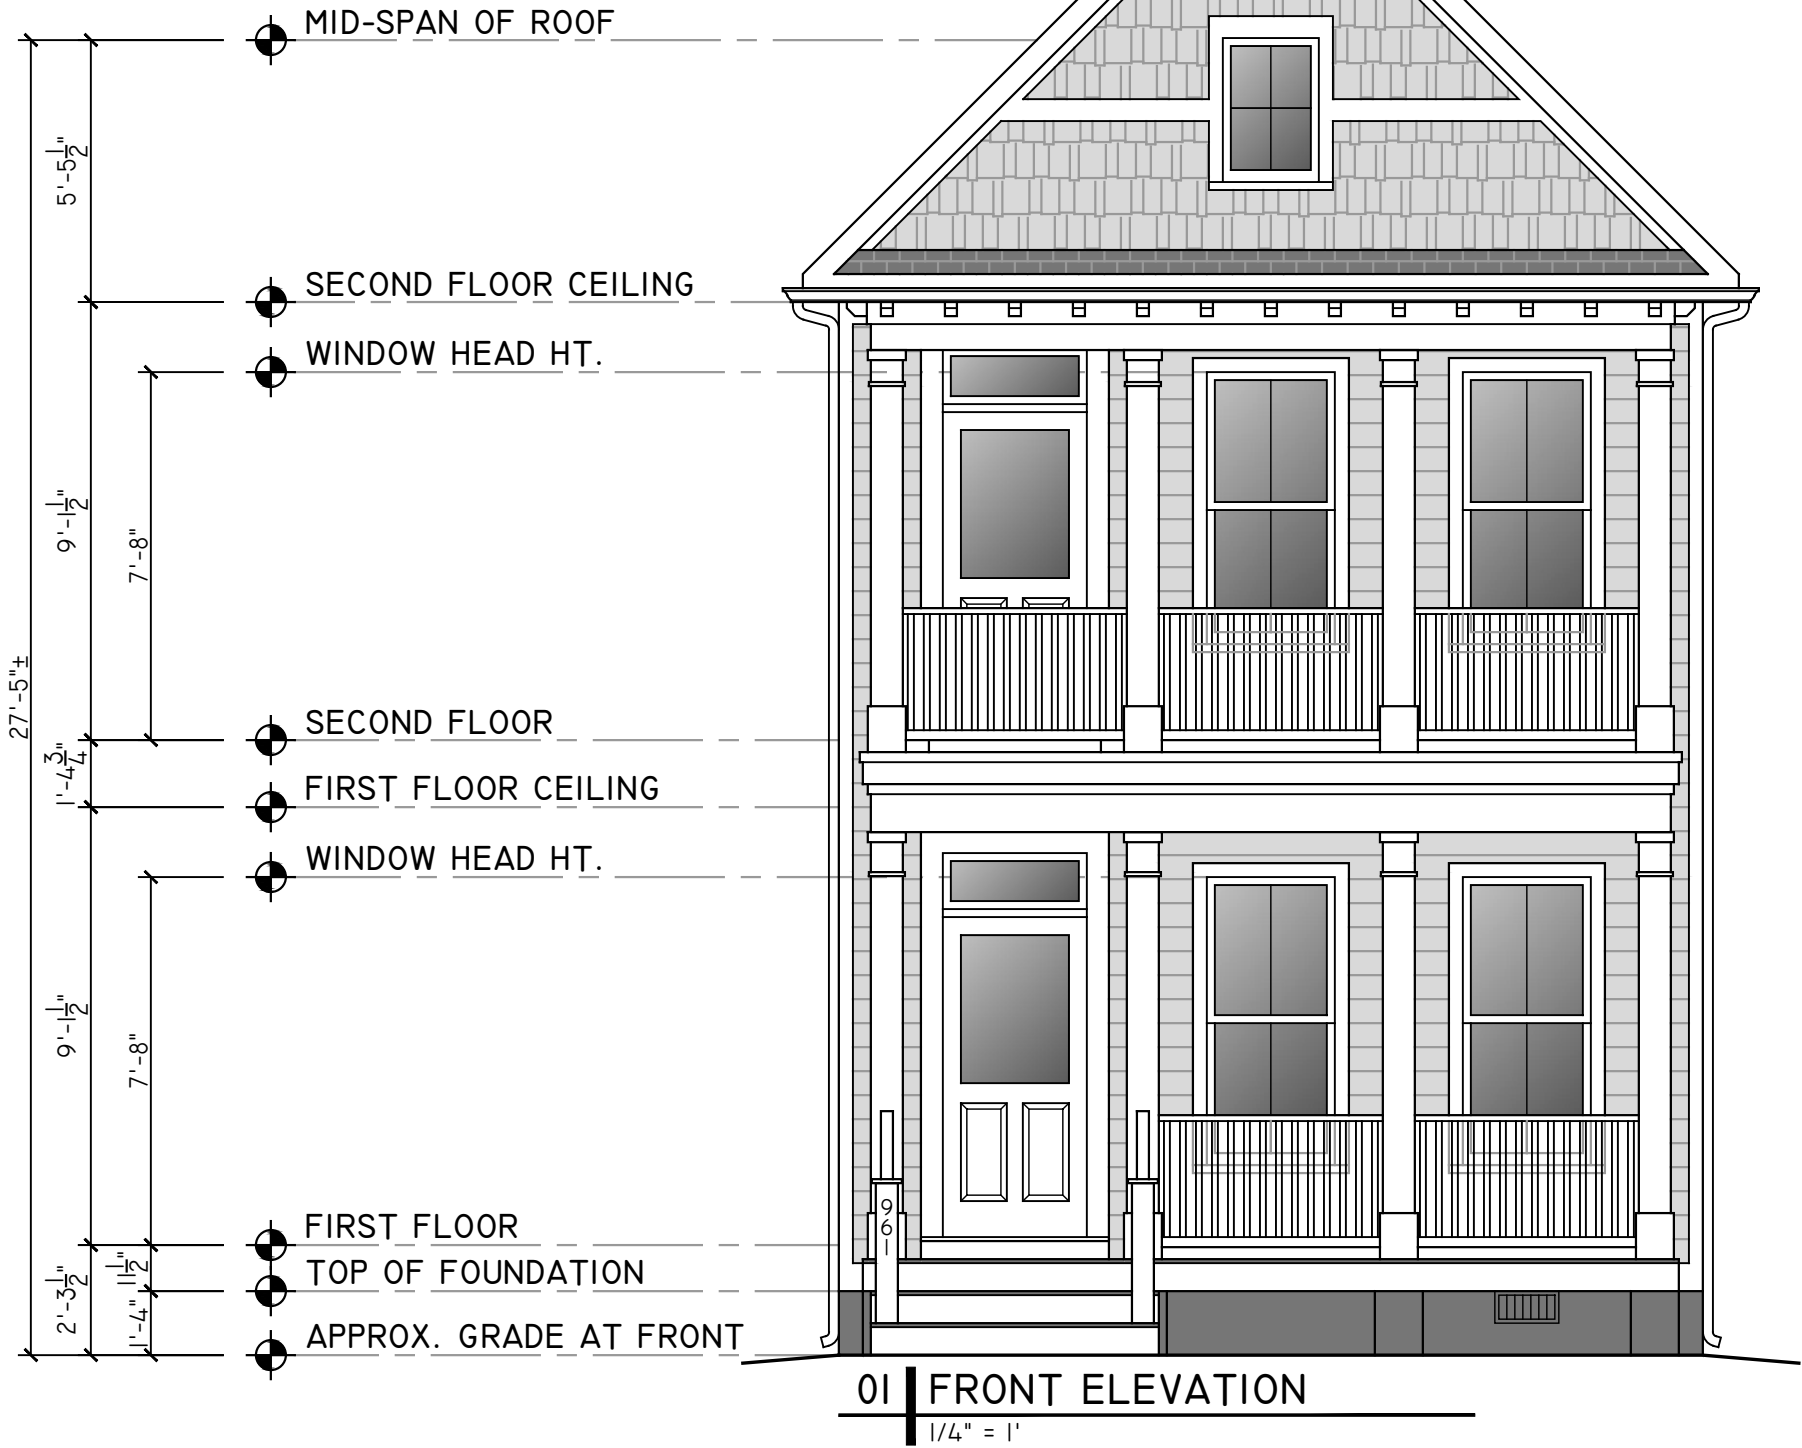 MID-SPAN OF ROOF
5'-5 1/2"
SECOND FLOOR CEILING
WINDOW HEAD HT.
9'-1 1/2"
7'-8"
27'-5"±
SECOND FLOOR
1'-4 3/4"
FIRST FLOOR CEILING
WINDOW HEAD HT.
9'-1 1/2"
7'-8"
961
FIRST FLOOR
11 1/2"
TOP OF FOUNDATION
2'-3 1/2"
1'-4"
APPROX. GRADE AT FRONT
01 FRONT ELEVATION
1/4" = 1'